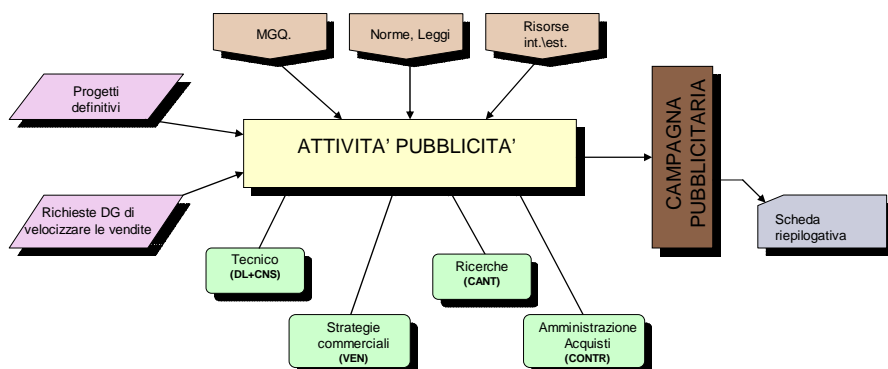 MGQ.
Norme, Leggi
Risorse
int.\est.
Progetti
definitivi
ATTIVITA' PUBBLICITA'
CAMPAGNA
PUBBLICITARIA
Richieste DG di
velocizzare le vendite
Scheda
riepilogativa
Tecnico
(DL+CNS)
Ricerche
(CANT)
Strategie
commerciali
(VEN)
Amministrazione
Acquisti
(CONTR)